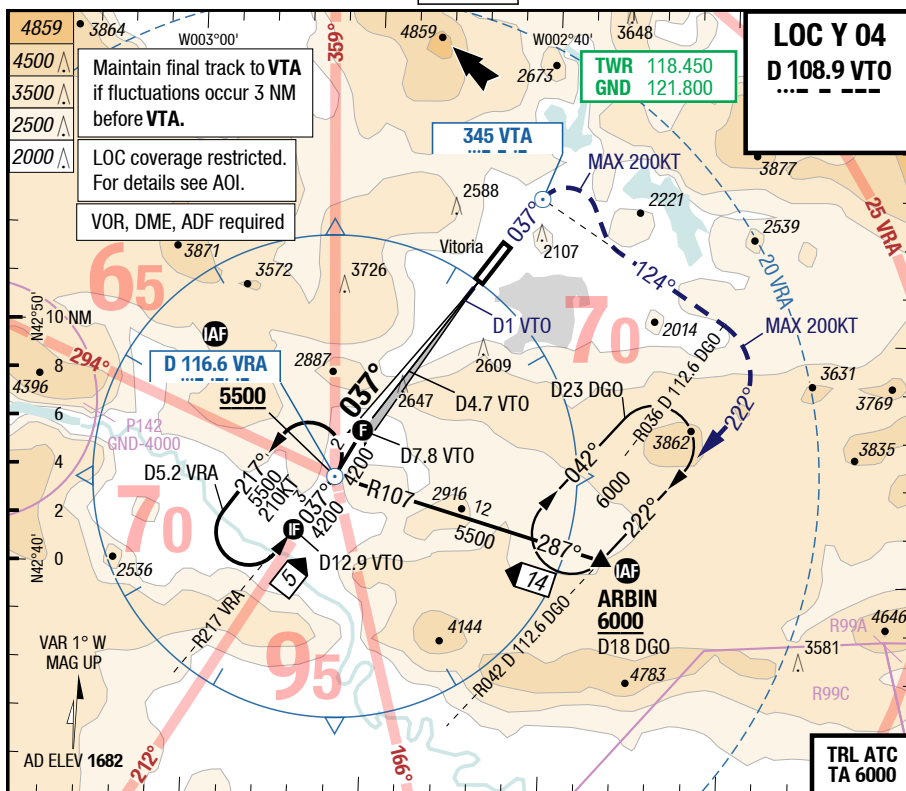 4859
4500
3500
2500
2000
3864
W003°00'
359°
4859
W002°40'
3648
2673
LOC Y 04
D 108.9 VTO
TWR 118.450
GND 121.800
Maintain final track to VTA
if fluctuations occur 3 NM
before VTA.
LOC coverage restricted.
For details see AOI.
VOR, DME, ADF required
345 VTA
MAX 200KT
3877
2588
2221
037°
2107
2539
25 VRA
20 VRA
Vitoria
3871
3572
3726
65
124°
N42°50'
10 NM
D1 VTO
70
2014
MAX 200KT
IAF
294°
D 116.6 VRA
5500
2887
2609
8
4396
037°
2647
D4.7 VTO
D23 DGO
R036 D 112.6 DGO
3631
3769
6
P142
GND-4000
F
2
4200
D7.8 VTO
042°
3862
222°
3835
4
D5.2 VRA
217°
5500
210KT
3
037°
4200
R107
2916
12
5500
6000
222°
70
2
IF
D12.9 VTO
287°
N42°40'
0
2536
5
14
IAF
ARBIN
6000
D18 DGO
R217 VRA
R042 D 112.6 DGO
4144
4783
R99A
4646
3581
R99C
VAR 1° W
MAG UP
95
AD ELEV 1682
212°
166°
TRL ATC
TA 6000